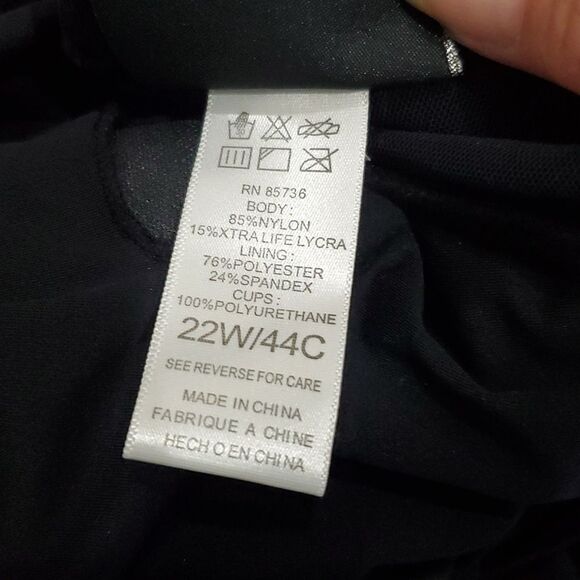 RN 85736
BODY:
85%NYLON
15%XTRA LIFE LYCRA
LINING:
76%POLYESTER
24%SPANDEX
CUPS:
100%POLYURETHANE
22W/44C
SEE REVERSE FOR CARE
MADE IN CHINA
FABRIQUE A CHINE
HECHO EN CHINA